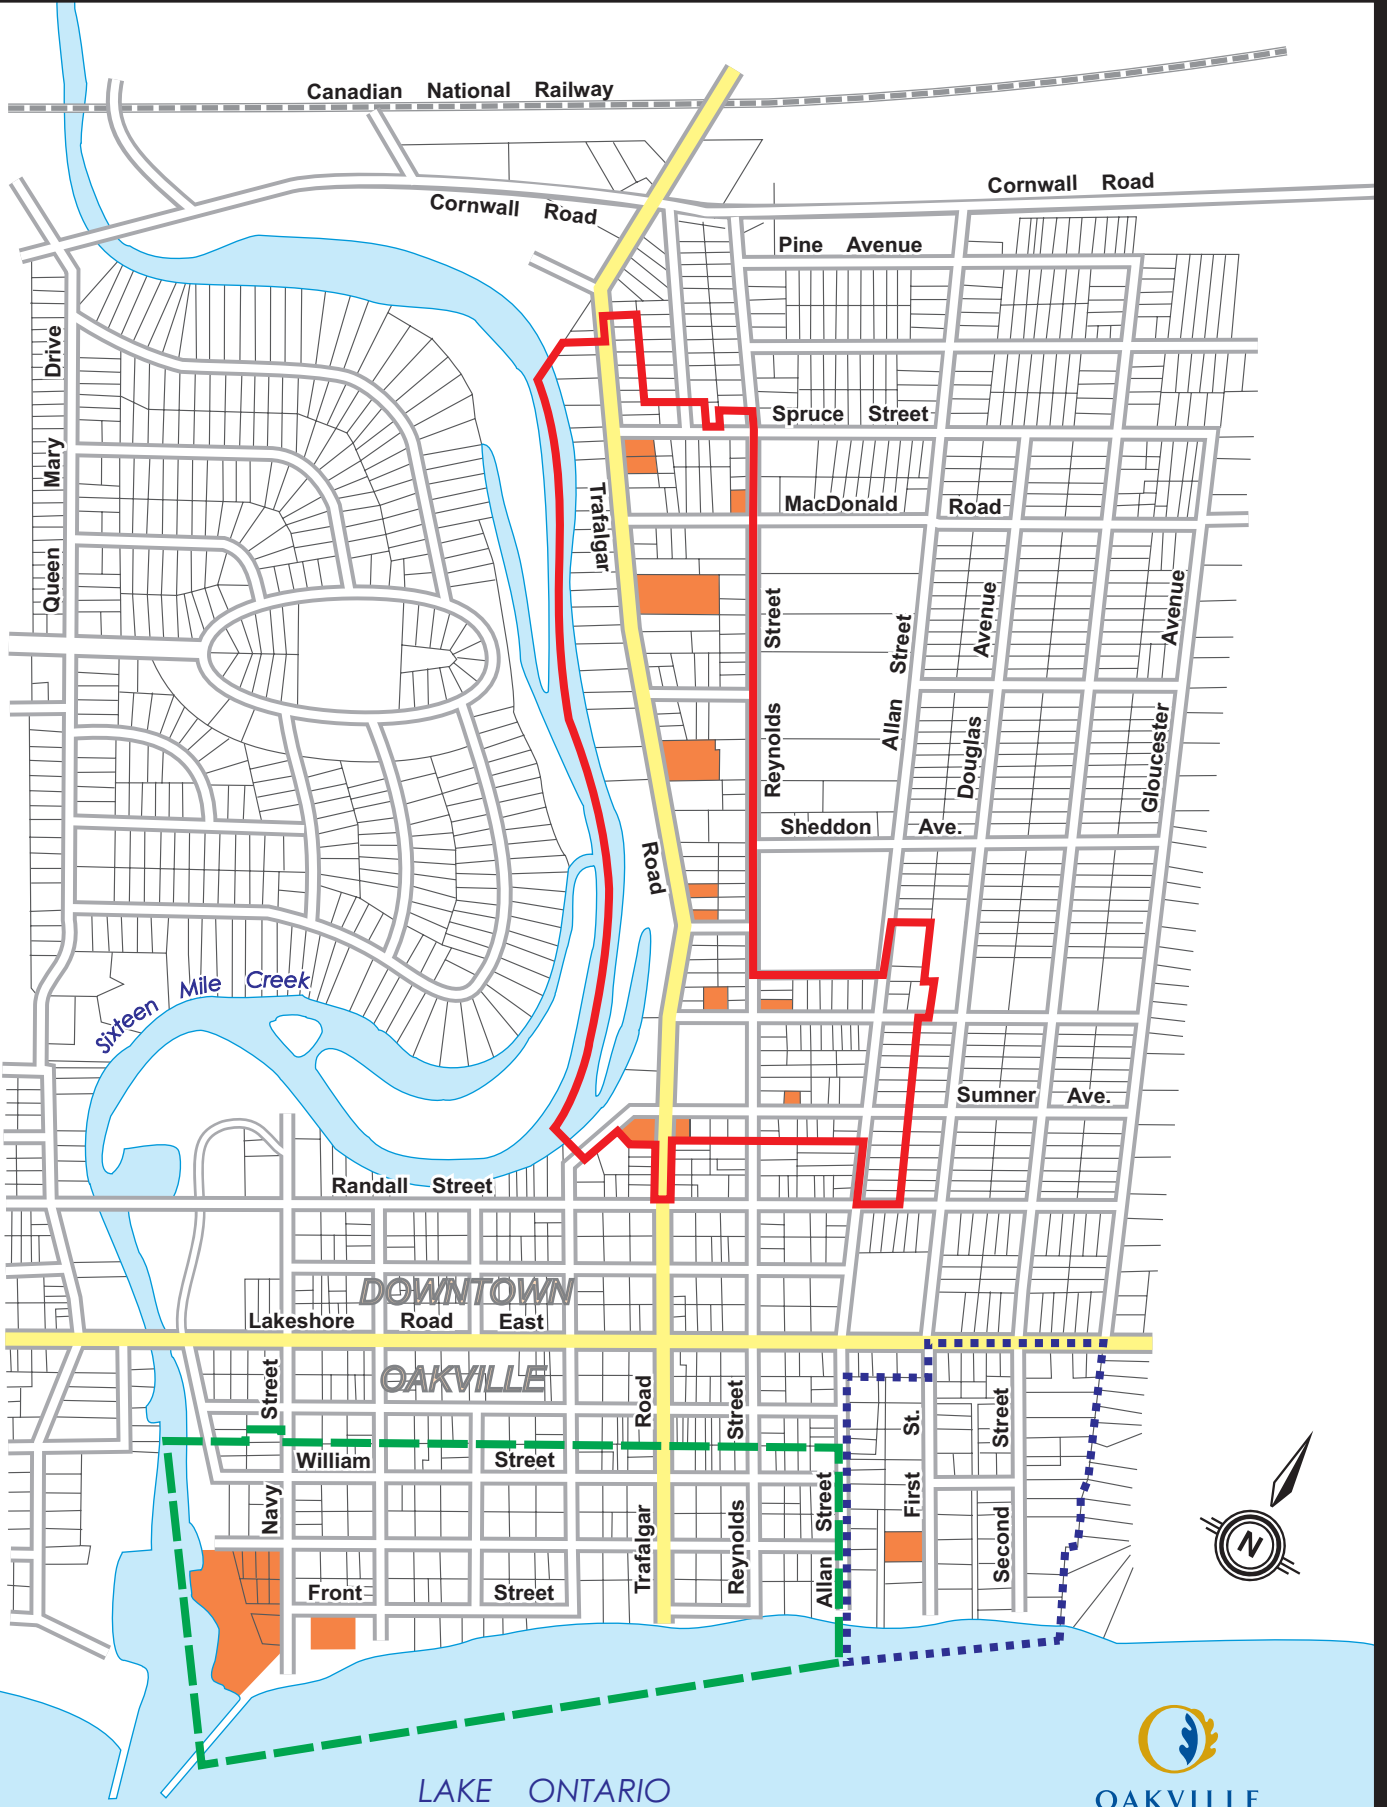 Canadian National Railway
Cornwall Road
Cornwall Road
Pine Avenue
Queen Mary Drive
Spruce Street
MacDonald Road
Trafalgar Road
Reynolds Street
Allan Street
Douglas Avenue
Gloucester Avenue
Sheddon Ave.
Sixteen Mile Creek
Sumner Ave.
Randall Street
DOWNTOWN
Lakeshore Road East
OAKVILLE
Navy Street
Trafalgar Road
Reynolds Street
Allan Street
First St.
Second Street
William Street
Front Street
N
LAKE ONTARIO
OAKVILLE